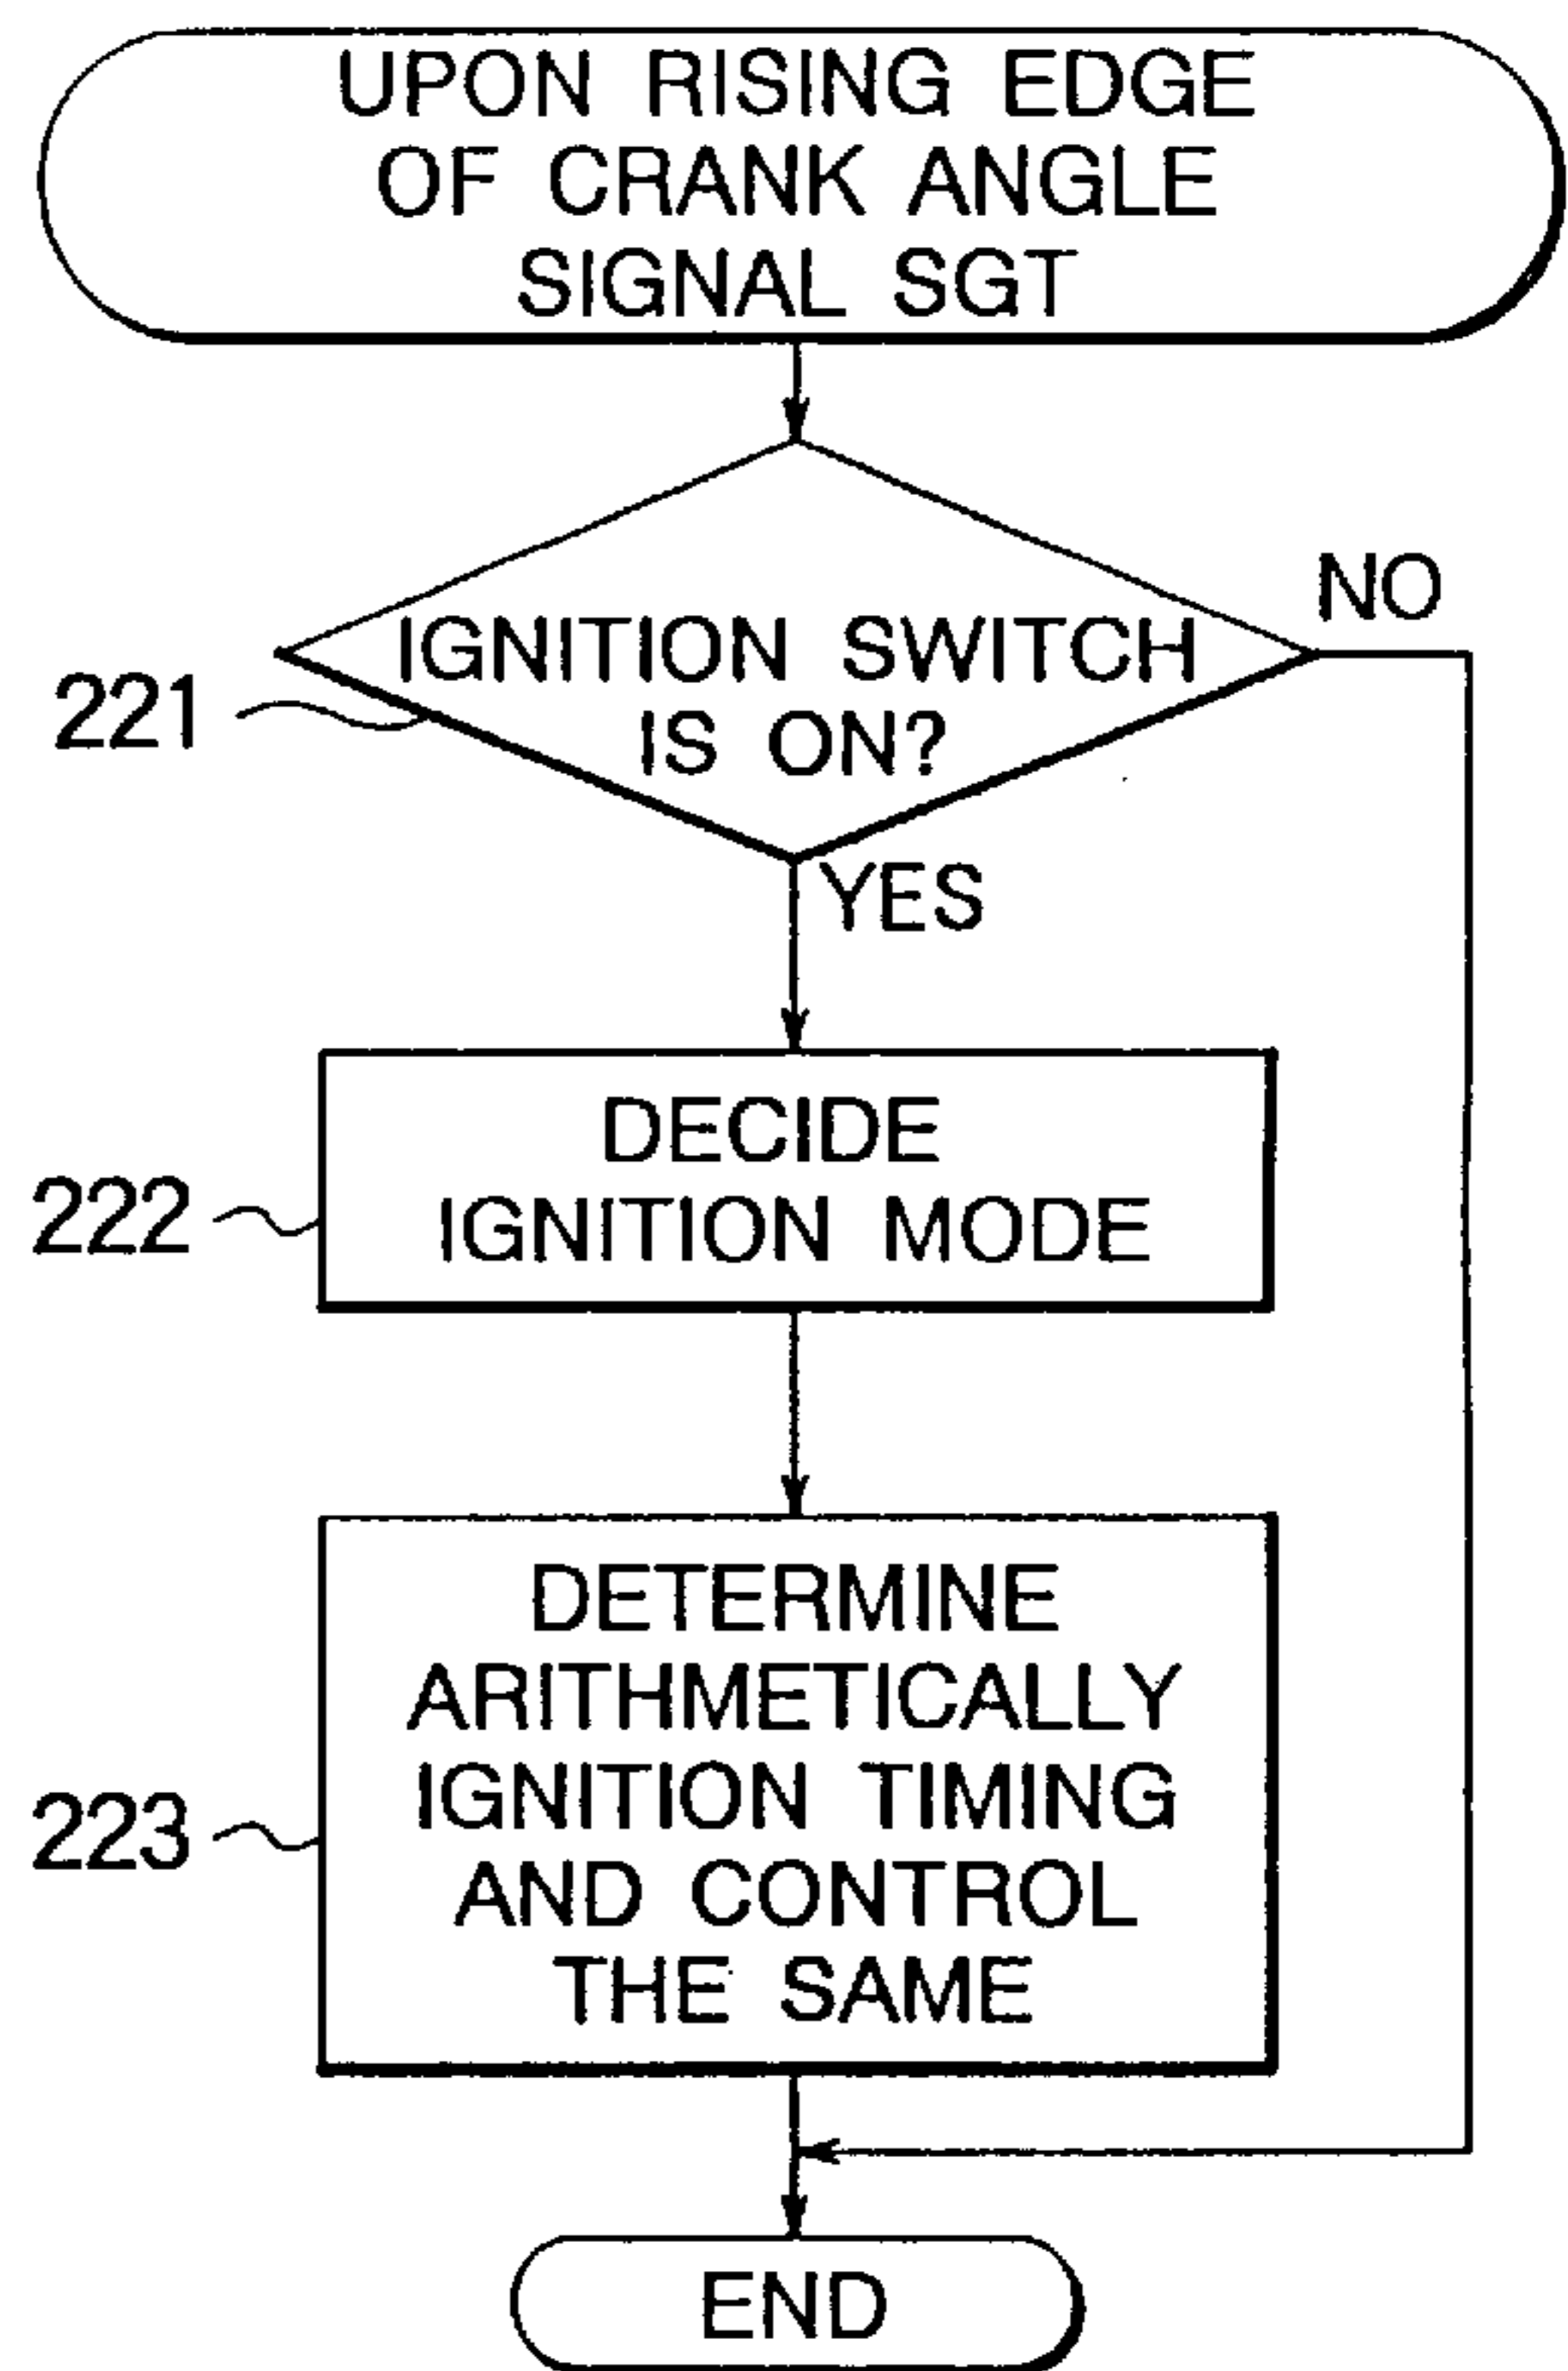 UPON RISING EDGE
OF CRANK ANGLE
SIGNAL SGT
NO
IGNITION SWITCH
IS ON?
221
YES
DECIDE
IGNITION MODE
222
DETERMINE
ARITHMETICALLY
IGNITION TIMING
AND CONTROL
THE SAME
223
END